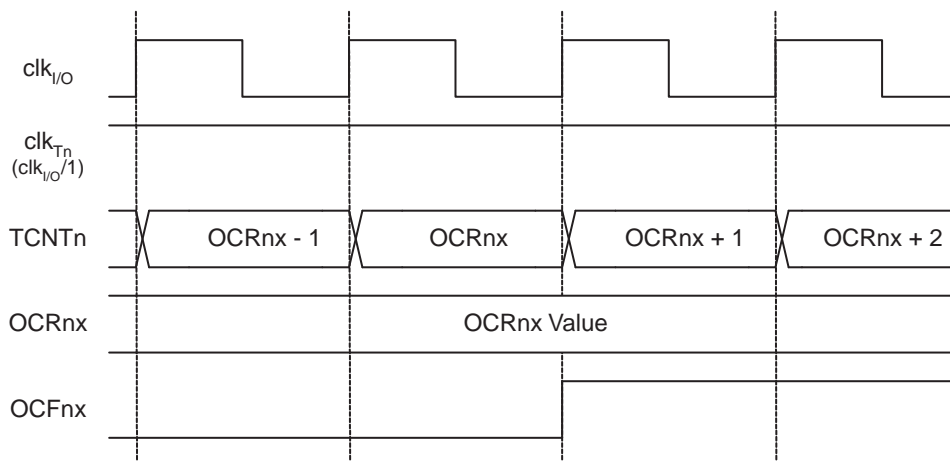 clkI/O
clkTn
(clkI/O/1)
TCNTn
OCRnx - 1
OCRnx
OCRnx + 1
OCRnx + 2
OCRnx
OCRnx Value
OCFnx